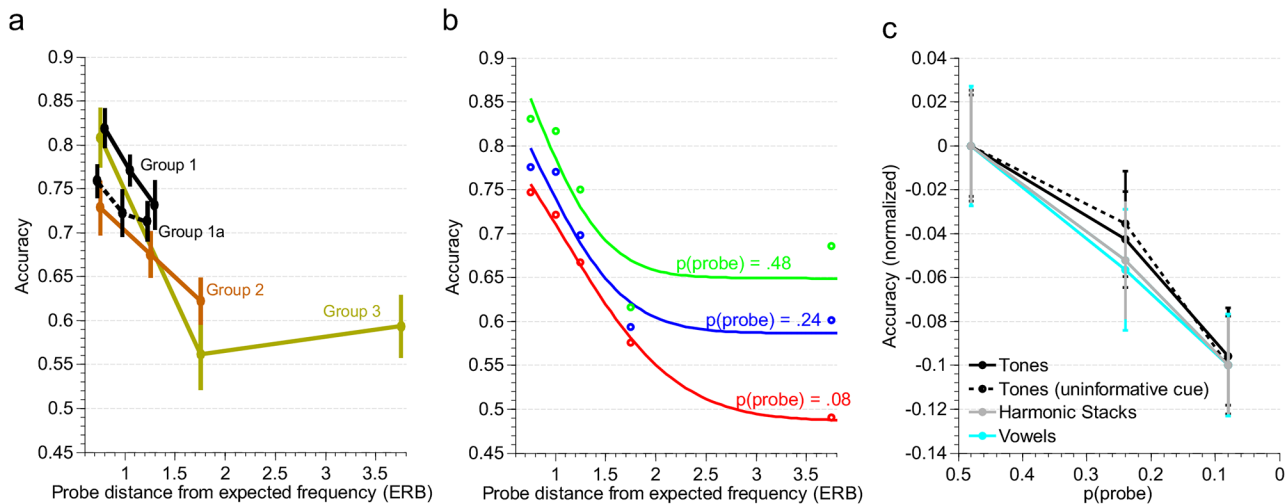 a
0.9
0.85
0.8
0.75
0.7
0.65
0.6
0.55
0.5
0.45
Accuracy
Group 1
Group 1a
Group 2
Group 3
1 1.5 2 2.5 3 3.5
Probe distance from expected frequency (ERB)
b
0.9
0.85
0.8
0.75
0.7
0.65
0.6
0.55
0.5
0.45
Accuracy
p(probe) = .48
p(probe) = .24
p(probe) = .08
1 1.5 2 2.5 3 3.5
Probe distance from expected frequency (ERB)
c
0.04
0.02
0
-0.02
-0.04
-0.06
-0.08
-0.1
-0.12
-0.14
Accuracy (normalized)
Tones
Tones (uninformative cue)
Harmonic Stacks
Vowels
0.5 0.4 0.3 0.2 0.1 0
p(probe)